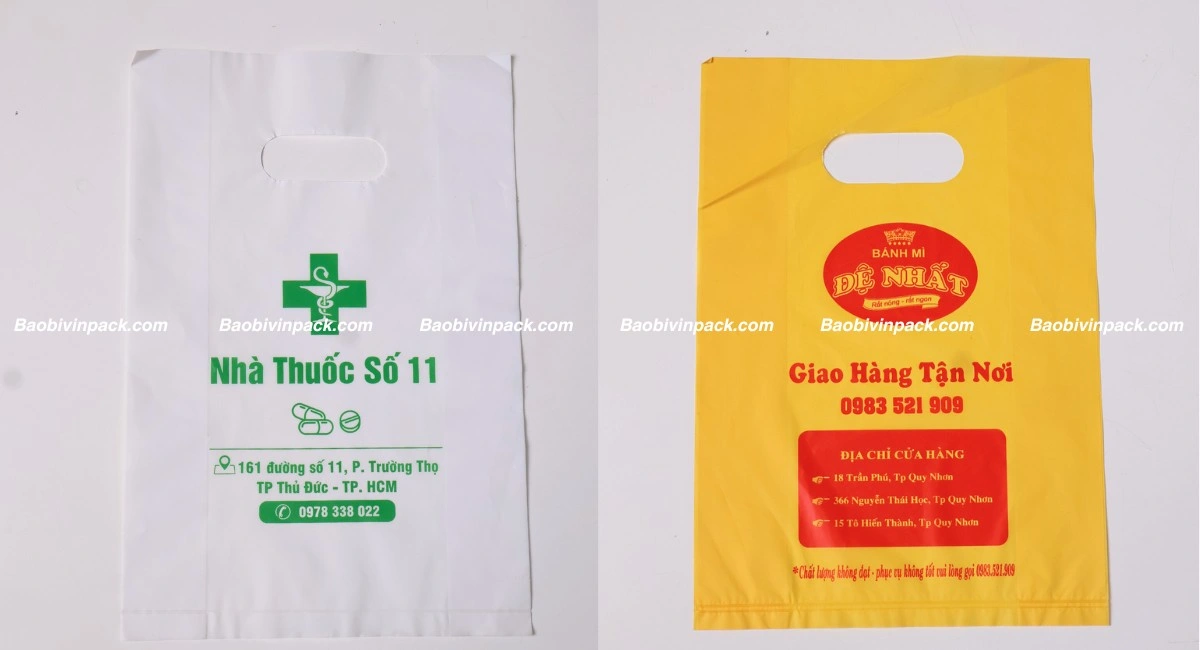 Nhà Thuốc Số 11
161 đường số 11, P. Trường Thọ
TP Thủ Đức - TP. HCM
0978 338 022
BÁNH MÌ
ĐỆ NHẤT
Rất nóng - rất ngon
Giao Hàng Tận Nơi
0983 521 909
ĐỊA CHỈ CỬA HÀNG
18 Trần Phú, Tp Quy Nhơn
366 Nguyễn Thái Học, Tp Quy Nhơn
15 Tô Hiến Thành, Tp Quy Nhơn
*Chất lượng không đạt - phục vụ không tốt vui lòng gọi 0983.521.909
Baobivinpack.com Baobivinpack.com Baobivinpack.com Baobivinpack.com Baobivinpack.com Baobivinpack.com